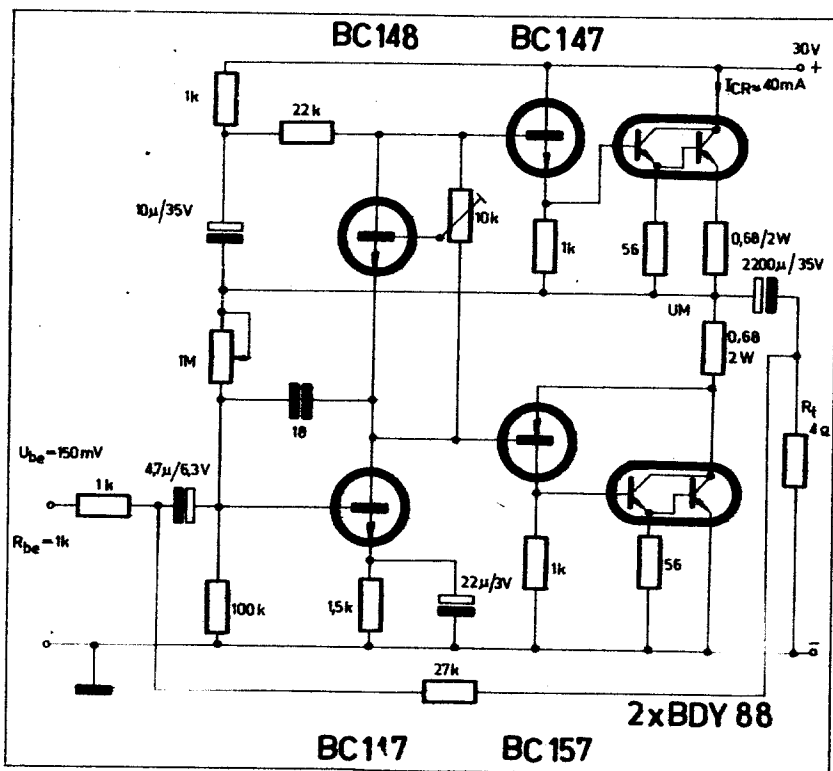 BC148
BC147
30V
+
I_CR≈40mA
1k
22k
10μ/35V
10k
1k
56
0,68/2W
2200μ/35V
UM
0,68
2W
1M
18
R_t
4Ω
U_be=150mV
1k
4,7μ/6,3V
R_be=1k
100k
1,5k
22μ/3V
1k
56
-
27k
2xBDY 88
BC147
BC157